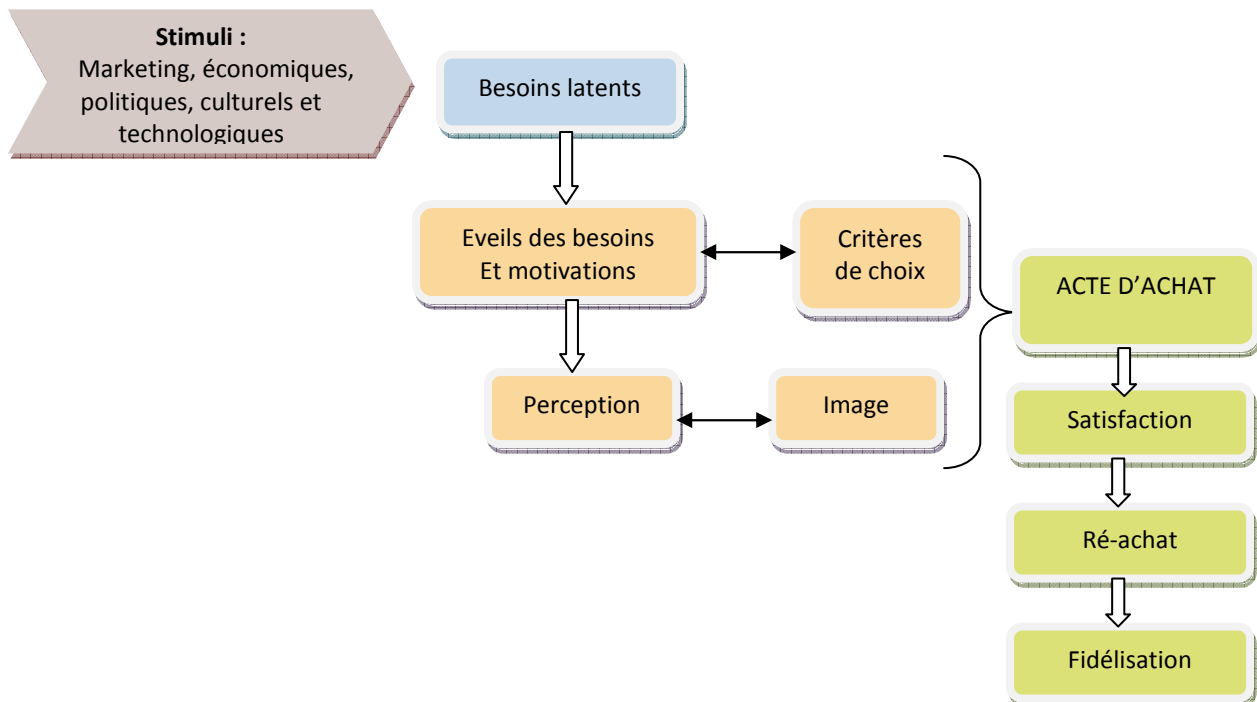 Stimuli :
Marketing, économiques,
politiques, culturels et
technologiques
Besoins latents
Eveils des besoins
Et motivations
Critères
de choix
ACTE D’ACHAT
Perception
Image
Satisfaction
Ré-achat
Fidélisation